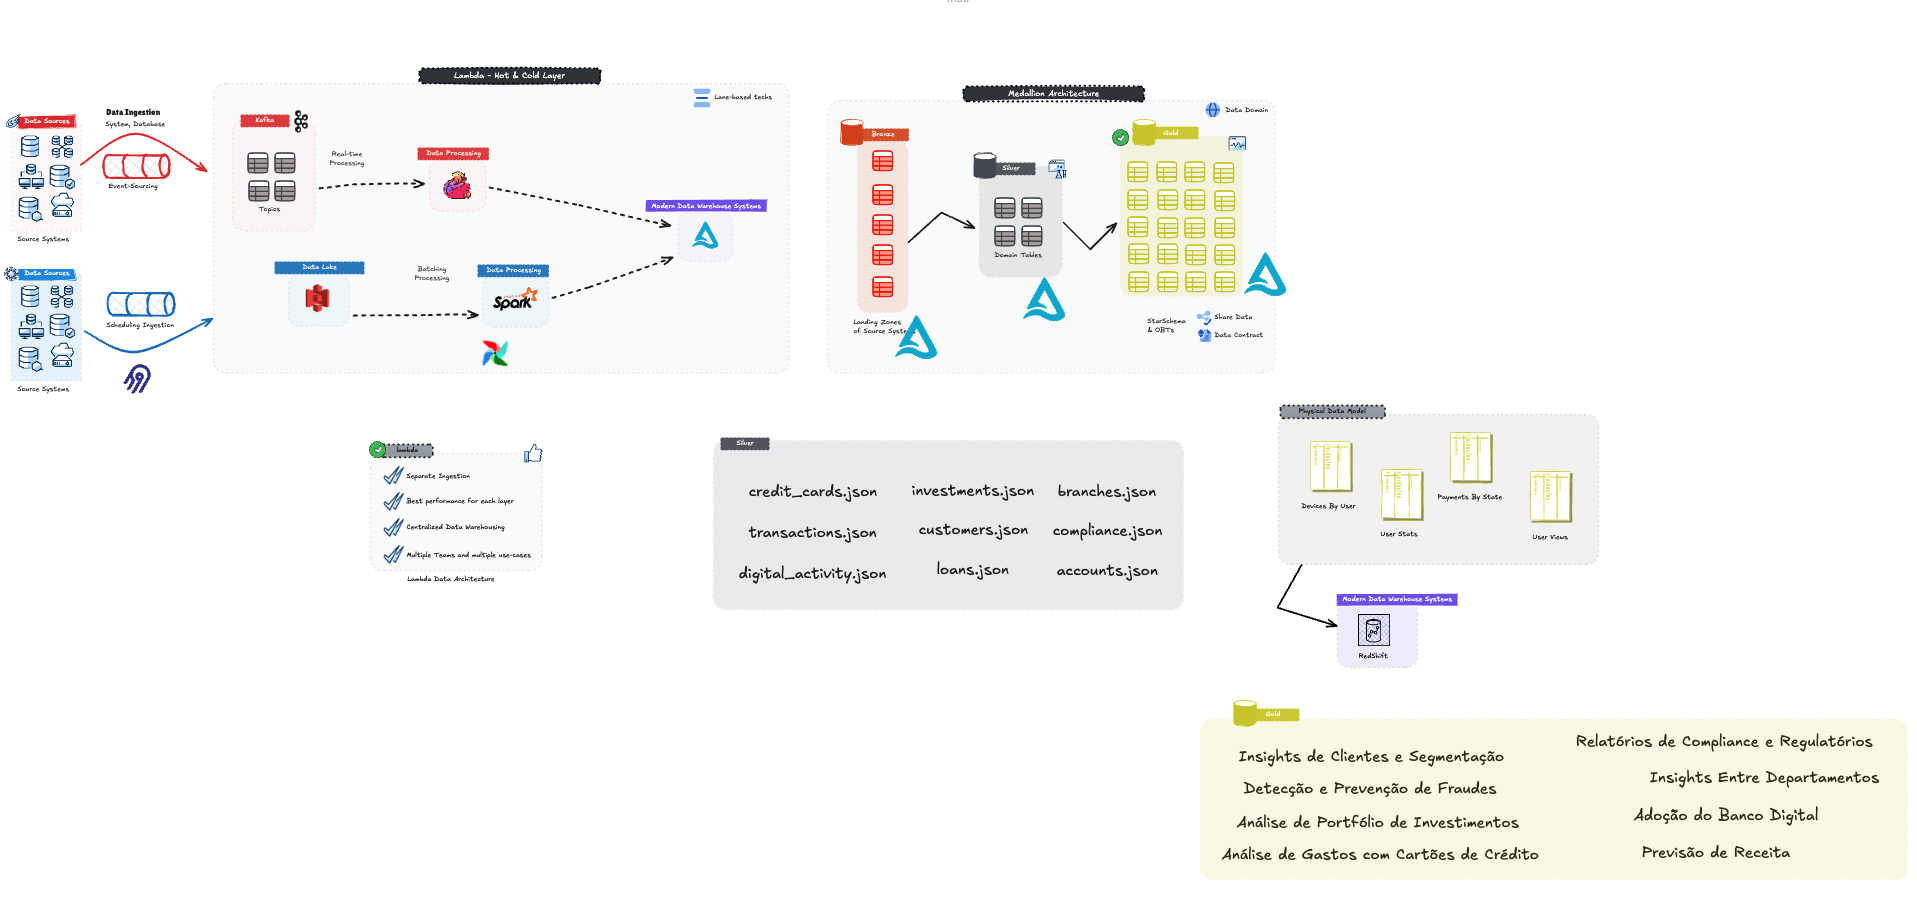 Lambda - Hot & Cold Layer
Lane-based techs
Data Ingestion
System, Database
Data Sources
Event-Sourcing
Source Systems
Kafka
Topics
Real-time
Processing
Data Processing
Modern Data Warehouse Systems
Data Sources
Scheduling Ingestion
Source Systems
Data Lake
Batching
Processing
Data Processing
Spark
Medallion Architecture
Data Domain
Bronze
Landing Zones
of Source Systems
Silver
Domain Tables
Gold
StarSchema
& OBTs
Share Data
Data Contract
lambda
Separate Ingestion
Best performance for each layer
Centralized Data Warehousing
Multiple Teams and multiple use-cases
Lambda Data Architecture
Silver
credit_cards.json
investments.json
branches.json
transactions.json
customers.json
compliance.json
digital_activity.json
loans.json
accounts.json
Physical Data Model
Devices By User
User Stats
Payments By State
User Views
Modern Data Warehouse Systems
RedShift
Gold
Insights de Clientes e Segmentação
Detecção e Prevenção de Fraudes
Análise de Portfólio de Investimentos
Análise de Gastos com Cartões de Crédito
Relatórios de Compliance e Regulatórios
Insights Entre Departamentos
Adoção do Banco Digital
Previsão de Receita